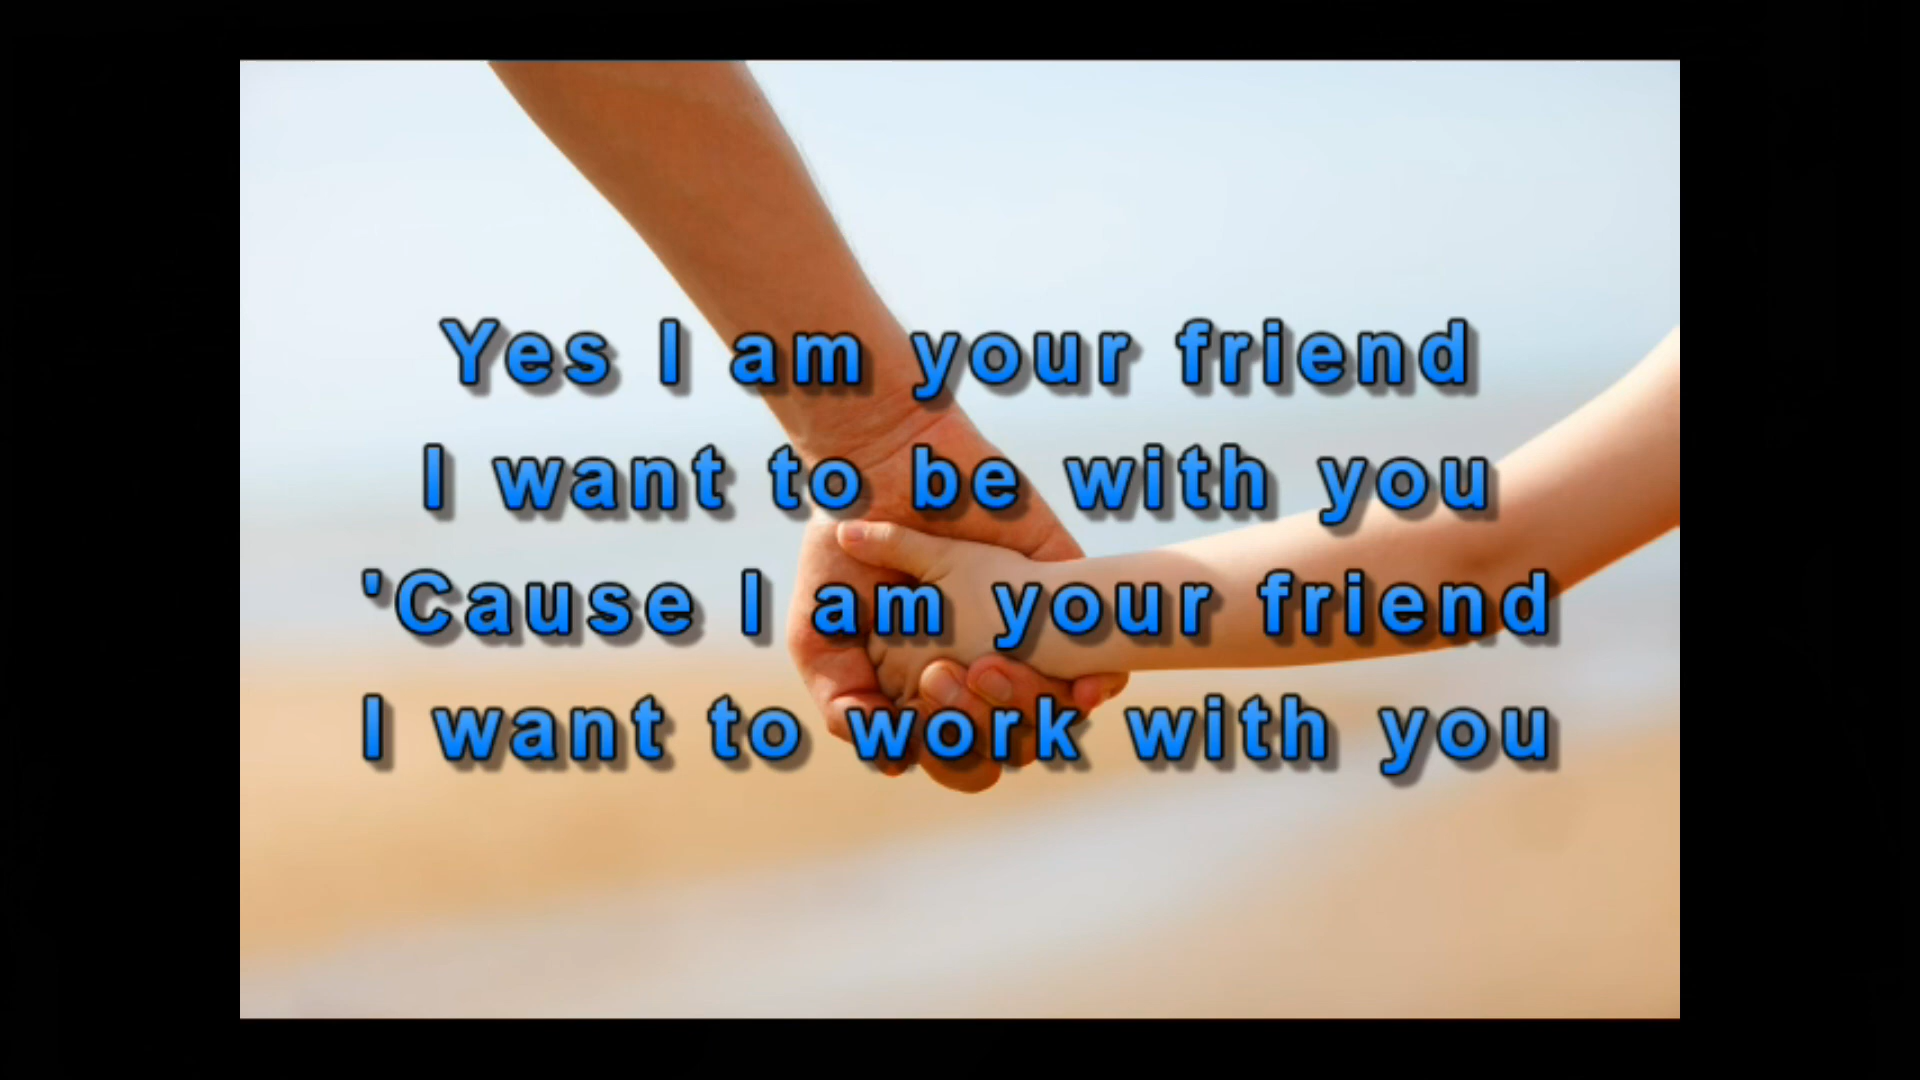 Yes I am your friend
I want to be with you
'Cause I am your friend
I want to work with you